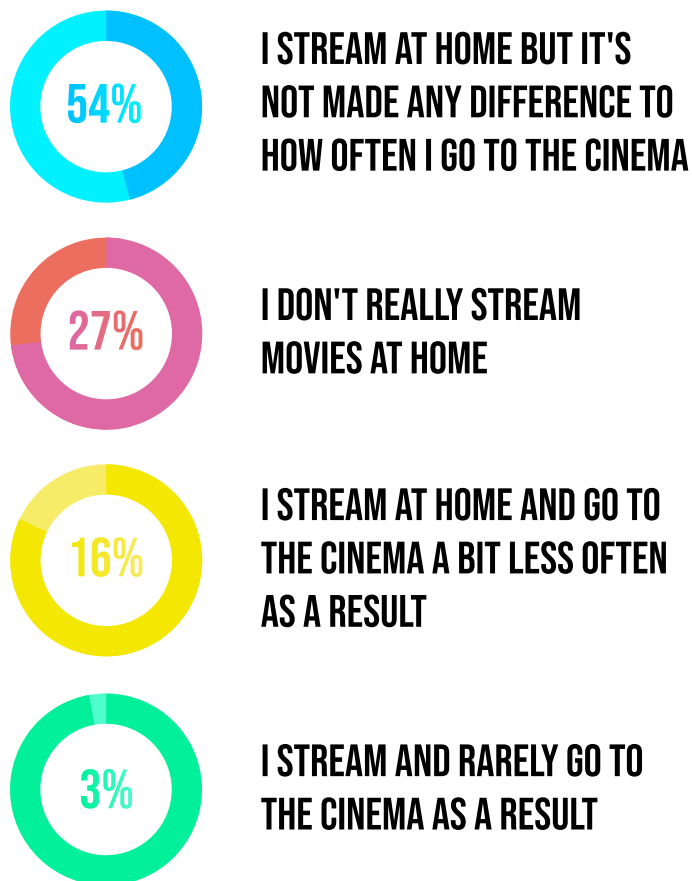 54%
I STREAM AT HOME BUT IT'S
NOT MADE ANY DIFFERENCE TO
HOW OFTEN I GO TO THE CINEMA
27%
I DON'T REALLY STREAM
MOVIES AT HOME
16%
I STREAM AT HOME AND GO TO
THE CINEMA A BIT LESS OFTEN
AS A RESULT
3%
I STREAM AND RARELY GO TO
THE CINEMA AS A RESULT